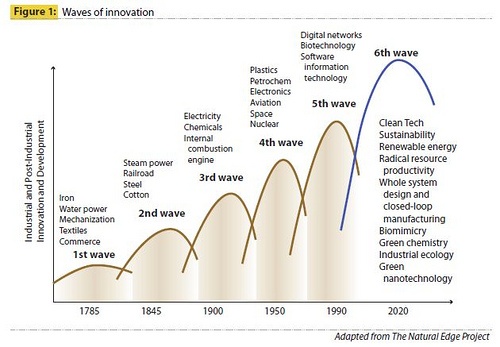 Figure 1: Waves of innovation
Industrial and Post-Industrial
Innovation and Development
Iron
Water power
Mechanization
Textiles
Commerce
1st wave
Steam power
Railroad
Steel
Cotton
2nd wave
Electricity
Chemicals
Internal
combustion
engine
3rd wave
Plastics
Petrochem
Electronics
Aviation
Space
Nuclear
4th wave
Digital networks
Biotechnology
Software
information
technology
5th wave
6th wave
Clean Tech
Sustainability
Renewable energy
Radical resource
productivity
Whole system
design and
closed-loop
manufacturing
Biomimicry
Green chemistry
Industrial ecology
Green
nanotechnology
1785 1845 1900 1950 1990 2020
Adapted from The Natural Edge Project